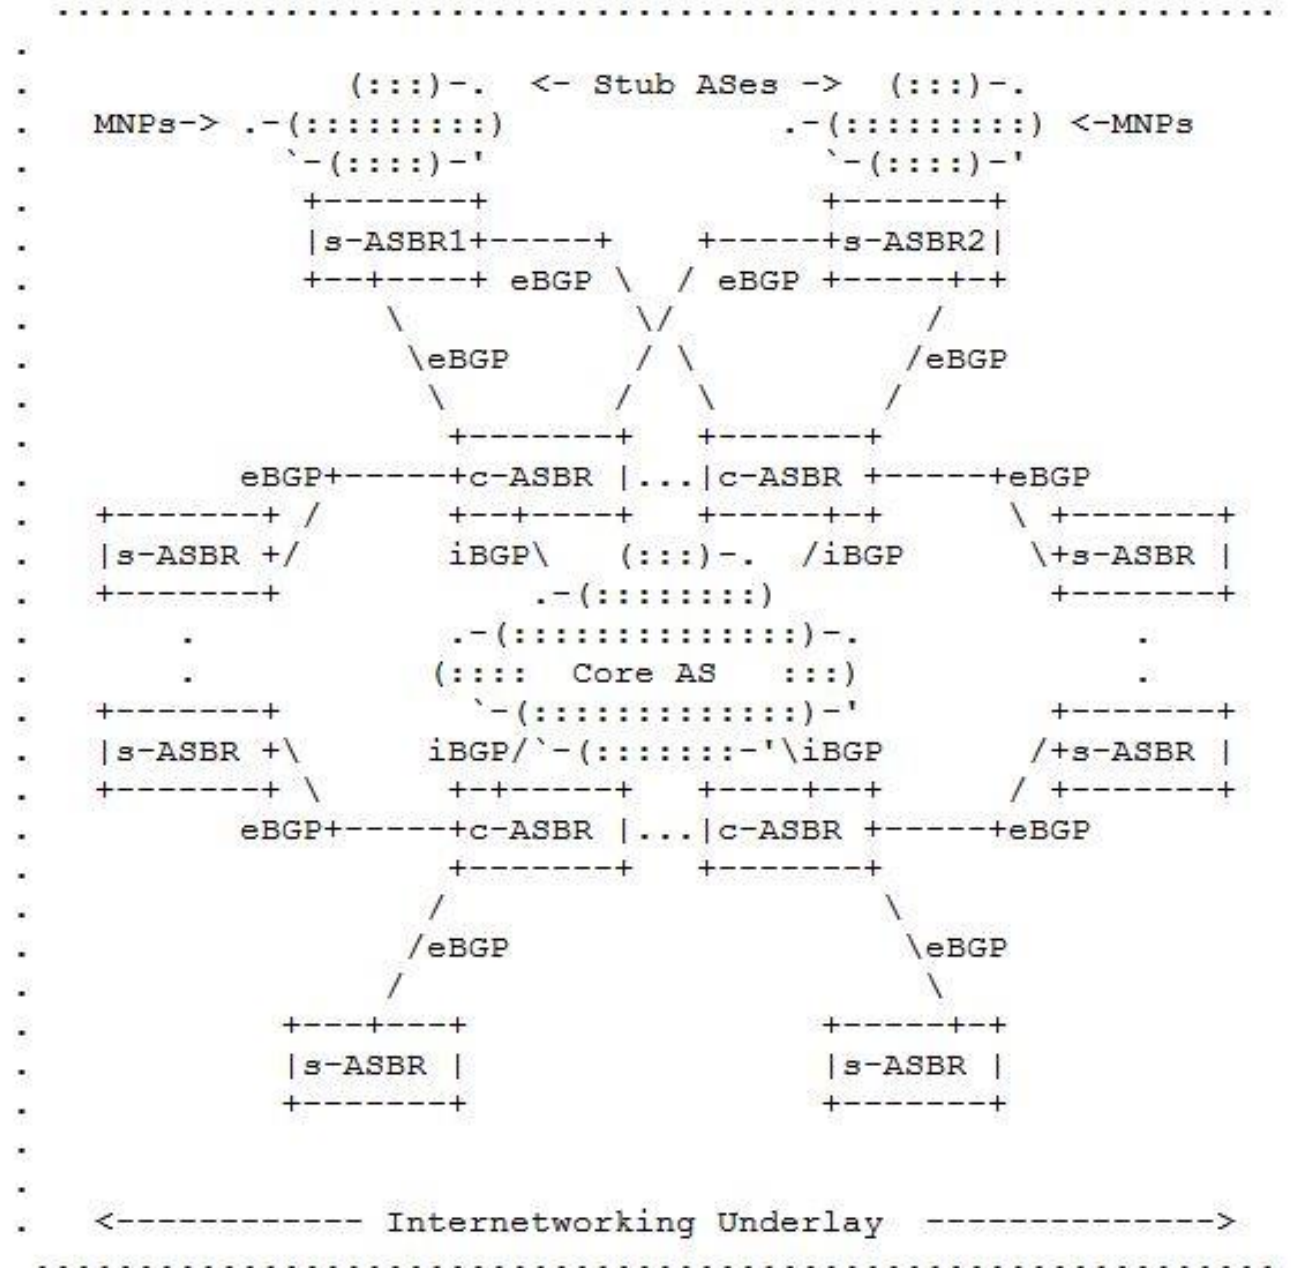 . . . . . . . . . . . . . . . . . . . . . . . . . . . . . . . . . . . . . . . . . . . . . . . . . . . . . . . . . . .
.
.               (:::)-.  <- Stub ASes ->  (:::)-.
.   MNPs-> .-(:::::::::)             .-(:::::::::) <-MNPs
.            `-(::::)-'                `-(::::)-'
.             +-------+                +-------+
.             |s-ASBR1+-----+    +-----+s-ASBR2|
.             +--+----+ eBGP \  / eBGP +-----+-+
.                 \           \/            /
.                  \eBGP      / \          /eBGP
.                   \        /   \        /
.                    +-------+   +-------+
.          eBGP+-----+c-ASBR |...|c-ASBR +-----+eBGP
.   +-------+ /      +--+----+   +-----+-+      \ +-------+
.   |s-ASBR +/       iBGP\   (:::)-.  /iBGP      \+s-ASBR |
.   +-------+            .-(::::::::)             +-------+
.       .            .-(::::::::::::::)-.             .
.       .           (::::  Core AS   :::)             .
.   +-------+         `-(:::::::::::::)-'         +-------+
.   |s-ASBR +\      iBGP/`-(:::::::-'\iBGP       /+s-ASBR |
.   +-------+ \      +-+-----+   +----+--+      / +-------+
.          eBGP+-----+c-ASBR |...|c-ASBR +-----+eBGP
.                    +-------+   +-------+
.                   /                     \
.                  /eBGP                   \eBGP
.                 /                         \
.            +---+---+                 +-----+-+
.            |s-ASBR |                 |s-ASBR |
.            +-------+                 +-------+
.
.
.   <------------ Internetworking Underlay  -------------->
. . . . . . . . . . . . . . . . . . . . . . . . . . . . . . . . . . . . . . . . . . . . . . . . . . . . . . . . . . . .